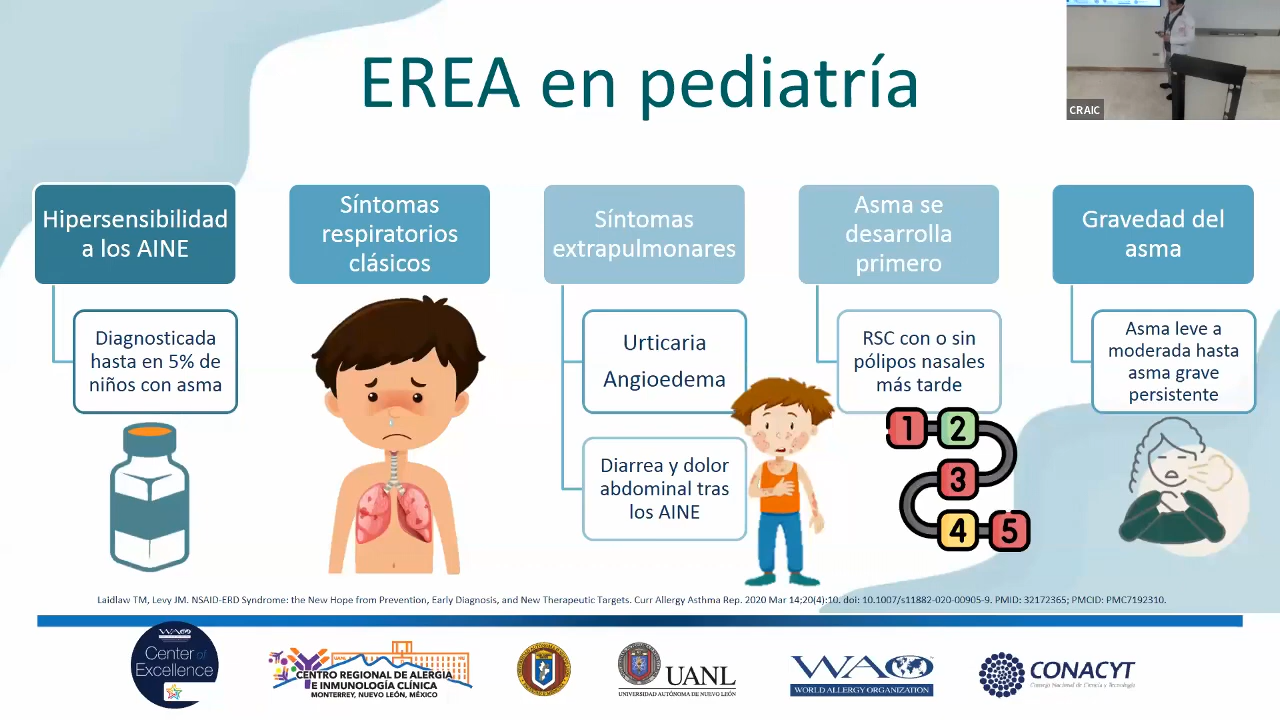 EREA en pediatría
CRAIC
Hipersensibilidad
a los AINE
Diagnosticada
hasta en 5% de
niños con asma
Síntomas
respiratorios
clásicos
Síntomas
extrapulmonares
Urticaria
Angioedema
Diarrea y dolor
abdominal tras
los AINE
Asma se
desarrolla
primero
RSC con o sin
pólipos nasales
más tarde
1 2
3
4 5
Gravedad del
asma
Asma leve a
moderada hasta
asma grave
persistente
Laidlaw TM, Levy JM. NSAID-ERD Syndrome: the New Hope from Prevention, Early Diagnosis, and New Therapeutic Targets. Curr Allergy Asthma Rep. 2020 Mar 14;20(4):10. doi: 10.1007/s11882-020-00905-9. PMID: 32172365; PMCID: PMC7192310.
WAO
Center of
Excellence
CENTRO REGIONAL DE ALERGIA
E INMUNOLOGÍA CLÍNICA
MONTERREY, NUEVO LEÓN, MÉXICO
UANL
UNIVERSIDAD AUTÓNOMA DE NUEVO LEÓN
WAO
WORLD ALLERGY ORGANIZATION
CONACYT
Consejo Nacional de Ciencia y Tecnología